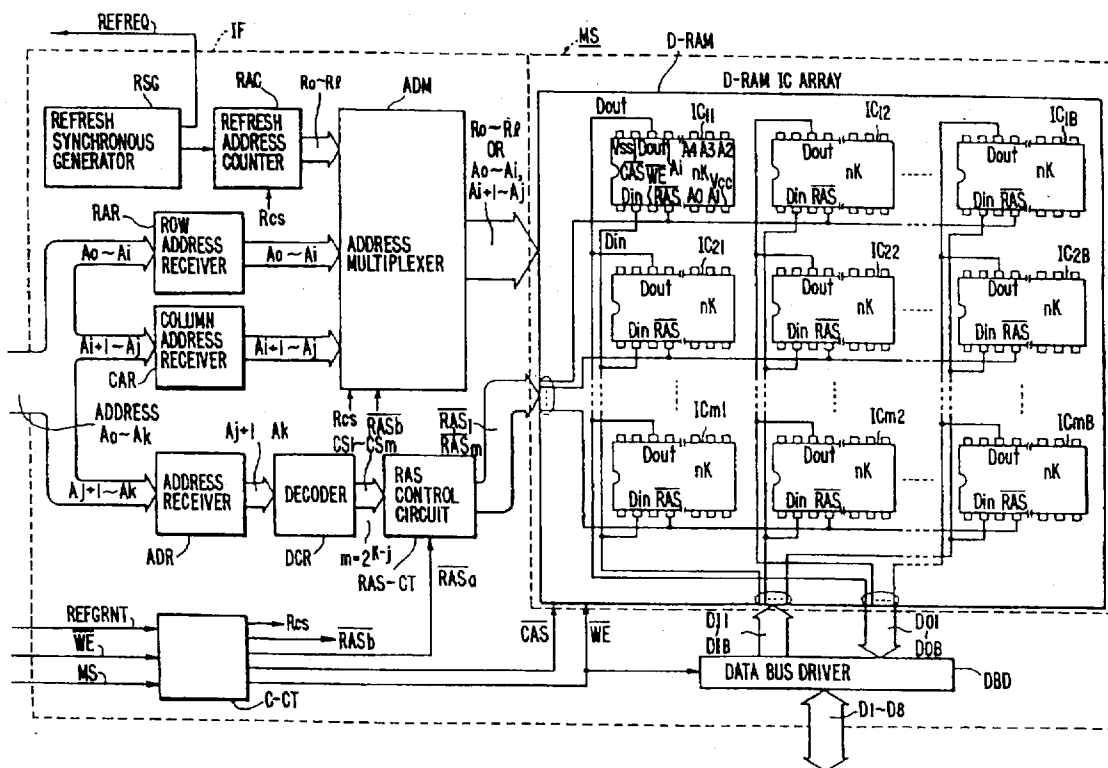 REFREQ
IF
MS
D-RAM
RSG
RAC
Ro~Rℓ
ADM
D-RAM IC ARRAY
REFRESH
SYNCHRONOUS
GENERATOR
REFRESH
ADDRESS
COUNTER
Rcs
Ro~Rℓ
OR
Ao~Ai,
Ai+1~Aj
RAR
ROW
ADDRESS
RECEIVER
Ao~Ai
Ao~Ai
ADDRESS
MULTIPLEXER
COLUMN
ADDRESS
RECEIVER
Ai+1~Aj
Ai+1~Aj
CAR
ADDRESS
Ao~Ak
Rcs
RASb
CS1~CSm
RAS1
RASm
Aj+1 Ak
Aj+1~Ak
ADDRESS
RECEIVER
DECODER
RAS
CONTROL
CIRCUIT
ADR
DCR
m=2K-j
RAS-CT
RASa
REFGRNT
WE
MS
Rcs
RASb
C-CT
CAS
WE
Dout
IC11
IC12
IC1B
Vss Dout Ai A4 A3 A2
CAS WE nK Vcc
Din RAS A0 A1
Dout
nK
Din RAS
Dout
nK
Din RAS
Din
IC21
IC22
IC2B
Dout
nK
Din RAS
Dout
nK
Din RAS
Dout
nK
Din RAS
ICm1
ICm2
ICmB
Dout
nK
Din RAS
Dout
nK
Din RAS
Dout
nK
Din RAS
DI1
DIB
DO1
DOB
DATA BUS DRIVER
DBD
D1~D8